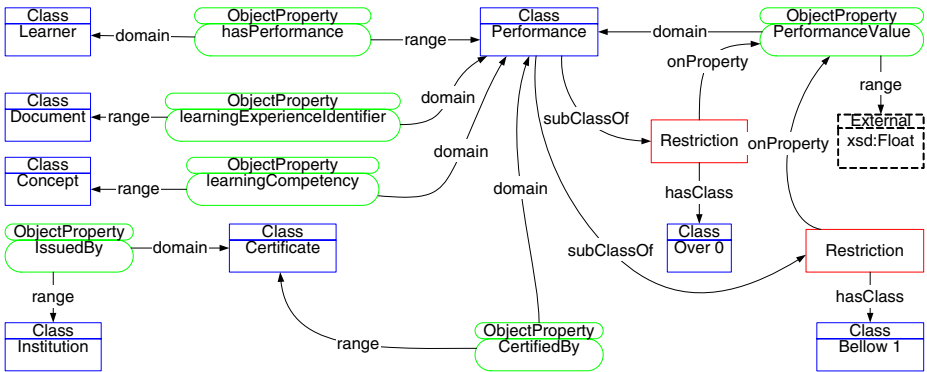 Class
Learner
domain
ObjectProperty
hasPerformance
range
Class
Performance
domain
ObjectProperty
PerformanceValue
onProperty
range
Class
Document
range
ObjectProperty
learningExperienceIdentifier
domain
subClassOf
Restriction
onProperty
External
xsd:Float
Class
Concept
range
ObjectProperty
learningCompetency
domain
domain
hasClass
ObjectProperty
IssuedBy
domain
Class
Certificate
subClassOf
Class
Over 0
Restriction
range
hasClass
Class
Institution
range
ObjectProperty
CertifiedBy
Class
Bellow 1